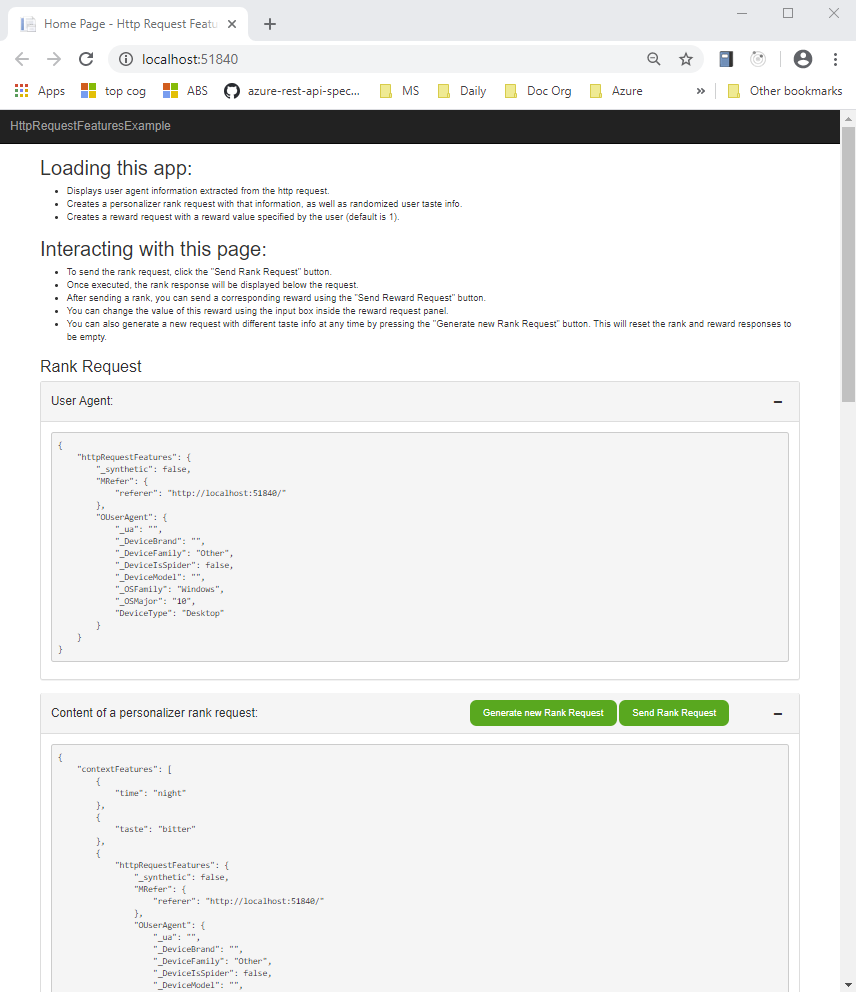 Home Page - Http Request Featu
localhost:51840
Apps top cog ABS azure-rest-api-spec... MS Daily Doc Org Azure » Other bookmarks
HttpRequestFeaturesExample
Loading this app:
• Displays user agent information extracted from the http request.
• Creates a personalizer rank request with that information, as well as randomized user taste info.
• Creates a reward request with a reward value specified by the user (default is 1).
Interacting with this page:
• To send the rank request, click the "Send Rank Request" button.
• Once executed, the rank response will be displayed below the request.
• After sending a rank, you can send a corresponding reward using the "Send Reward Request" button.
• You can change the value of this reward using the input box inside the reward request panel.
• You can also generate a new request with different taste info at any time by pressing the "Generate new Rank Request" button. This will reset the rank and reward responses to
be empty.
Rank Request
User Agent:
{
"httpRequestFeatures": {
"_synthetic": false,
"MRefer": {
"referer": "http://localhost:51840/"
},
"OUserAgent": {
"_ua": "",
"_DeviceBrand": "",
"_DeviceFamily": "Other",
"_DeviceIsSpider": false,
"_DeviceModel": "",
"_OSFamily": "Windows",
"_OSMajor": "10",
"DeviceType": "Desktop"
}
}
}
Content of a personalizer rank request: Generate new Rank Request Send Rank Request
{
"contextFeatures": [
{
"time": "night"
},
{
"taste": "bitter"
},
{
"httpRequestFeatures": {
"_synthetic": false,
"MRefer": {
"referer": "http://localhost:51840/"
},
"OUserAgent": {
"_ua": "",
"_DeviceBrand": "",
"_DeviceFamily": "Other",
"_DeviceIsSpider": false,
"_DeviceModel": "",